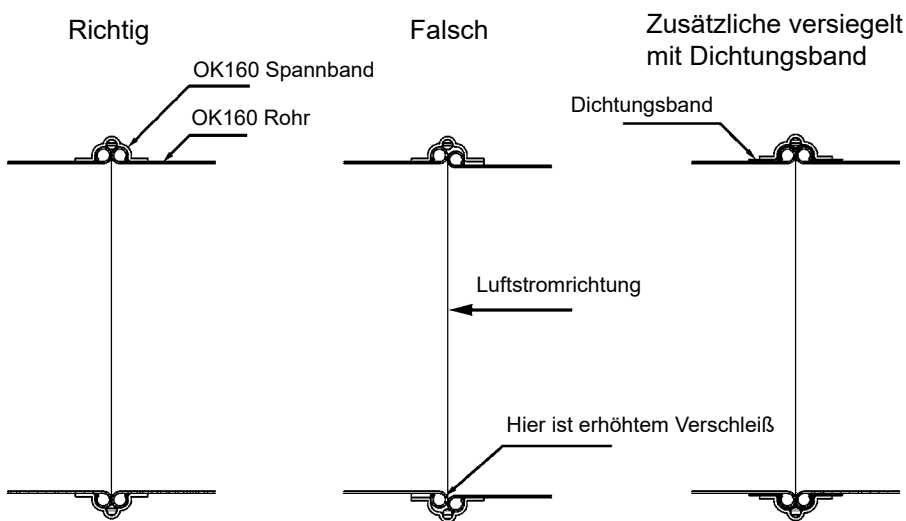 Richtig
Falsch
Zusätzliche versiegelt
mit Dichtungsband
OK160 Spannband
OK160 Rohr
Dichtungsband
Luftstromrichtung
Hier ist erhöhtem Verschleiß